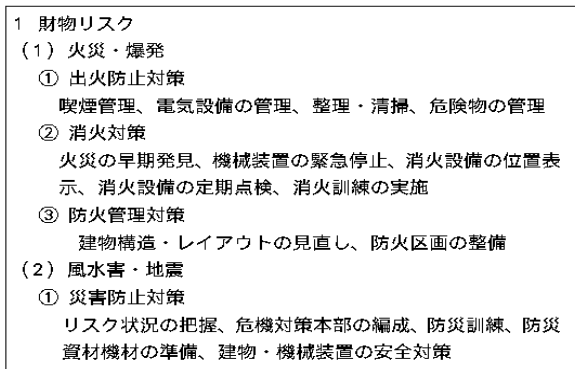 1 財物リスク
(1)火災・爆発
① 出火防止対策
喫煙管理、電気設備の管理、整理・清掃、危険物の管理
② 消火対策
火災の早期発見、機械装置の緊急停止、消火設備の位置表
示、消火設備の定期点検、消火訓練の実施
③ 防火管理対策
建物構造・レイアウトの見直し、防火区画の整備
(2)風水害・地震
① 災害防止対策
リスク状況の把握、危機対策本部の編成、防災訓練、防災
資材機材の準備、建物・機械装置の安全対策